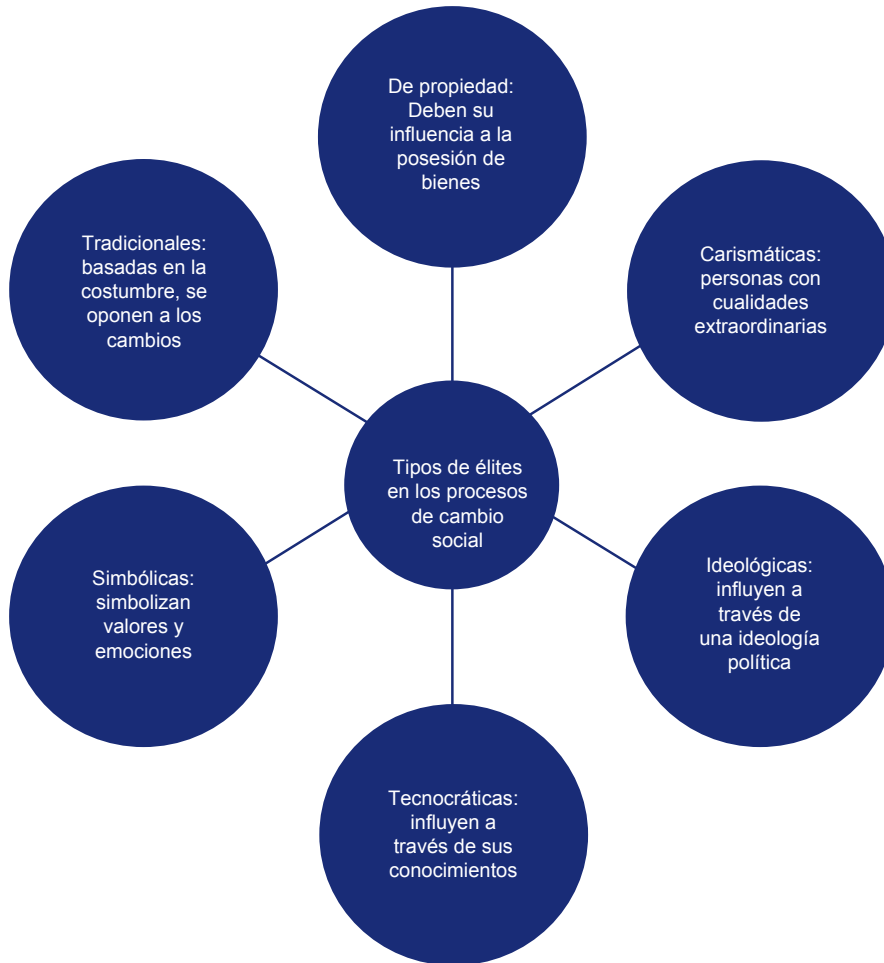 De propiedad:
Deben su
influencia a la
posesión de
bienes
Tradicionales:
basadas en la
costumbre, se
oponen a los
cambios
Carismáticas:
personas con
cualidades
extraordinarias
Tipos de élites
en los procesos
de cambio
social
Simbólicas:
simbolizan
valores y
emociones
Ideológicas:
influyen a
través de
una ideología
política
Tecnocráticas:
influyen a
través de sus
conocimientos